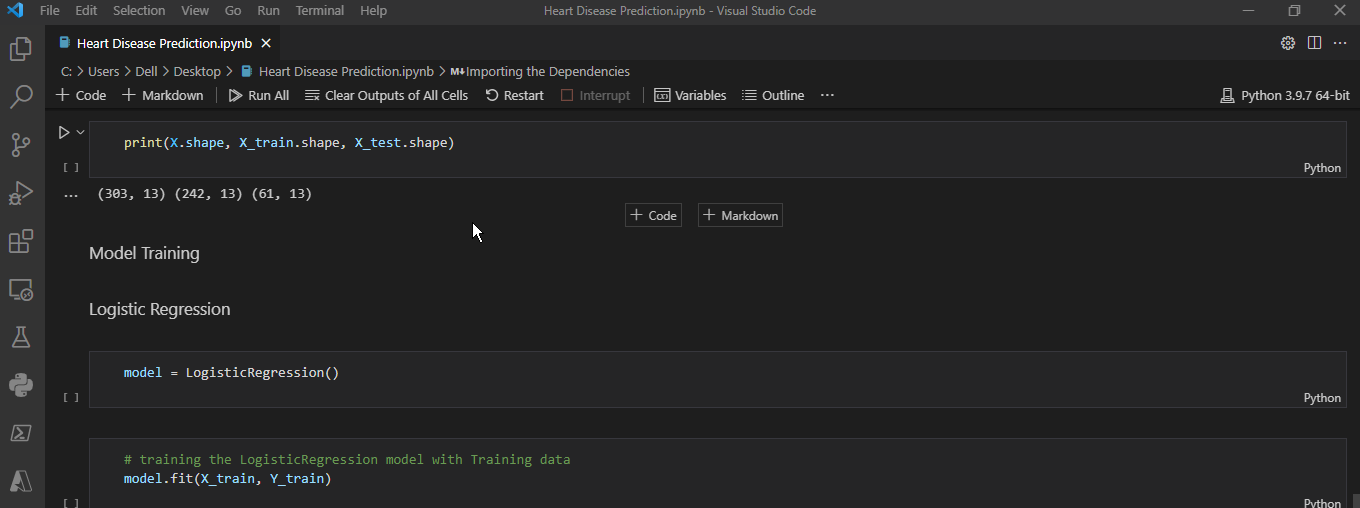 File Edit Selection View Go Run Terminal Help Heart Disease Prediction.ipynb - Visual Studio Code
Heart Disease Prediction.ipynb
C: > Users > Dell > Desktop > Heart Disease Prediction.ipynb > M↓Importing the Dependencies
+ Code + Markdown Run All Clear Outputs of All Cells Restart Interrupt Variables Outline ... Python 3.9.7 64-bit
print(X.shape, X_train.shape, X_test.shape)
[ ] Python
... (303, 13) (242, 13) (61, 13)
+ Code + Markdown
Model Training
Logistic Regression
model = LogisticRegression()
[ ] Python
# training the LogisticRegression model with Training data
model.fit(X_train, Y_train)
[ ] Python